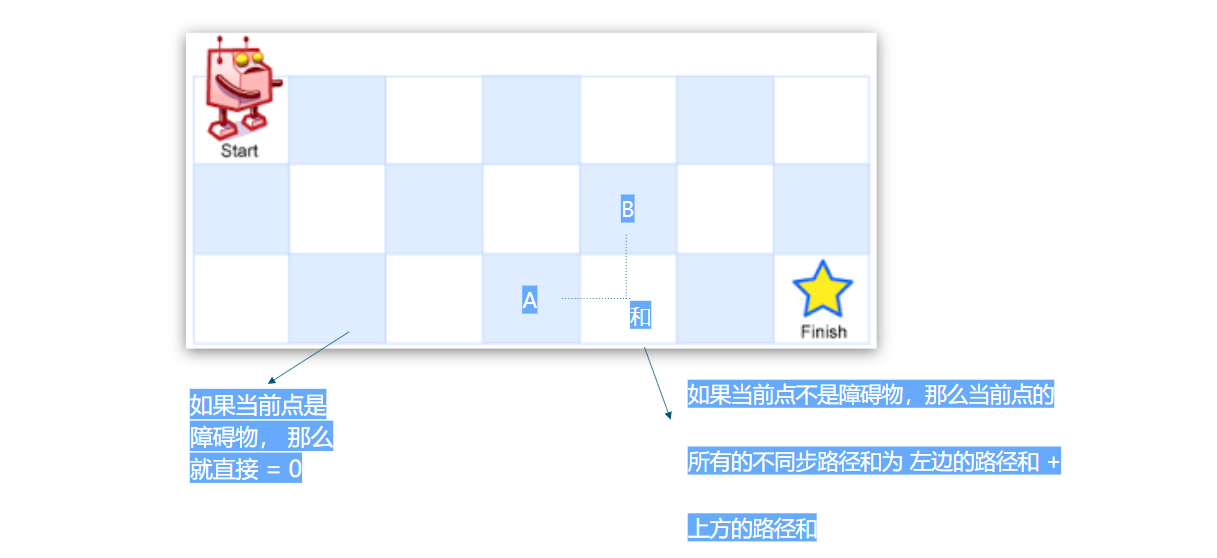 Start
B
A
和
Finish
如果当前点是
障碍物， 那么
就直接 = 0
如果当前点不是障碍物，那么当前点的
所有的不同步路径和为 左边的路径和 +
上方的路径和